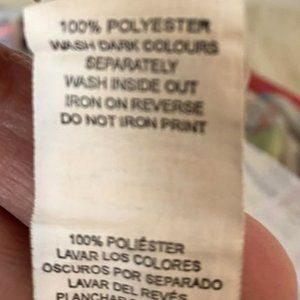 100% POLYESTER
WASH DARK COLOURS
SEPARATELY
WASH INSIDE OUT
IRON ON REVERSE
DO NOT IRON PRINT
100% POLIÉSTER
LAVAR LOS COLORES
OSCUROS POR SEPARADO
LAVAR DEL REVÉS
PLANCHAR